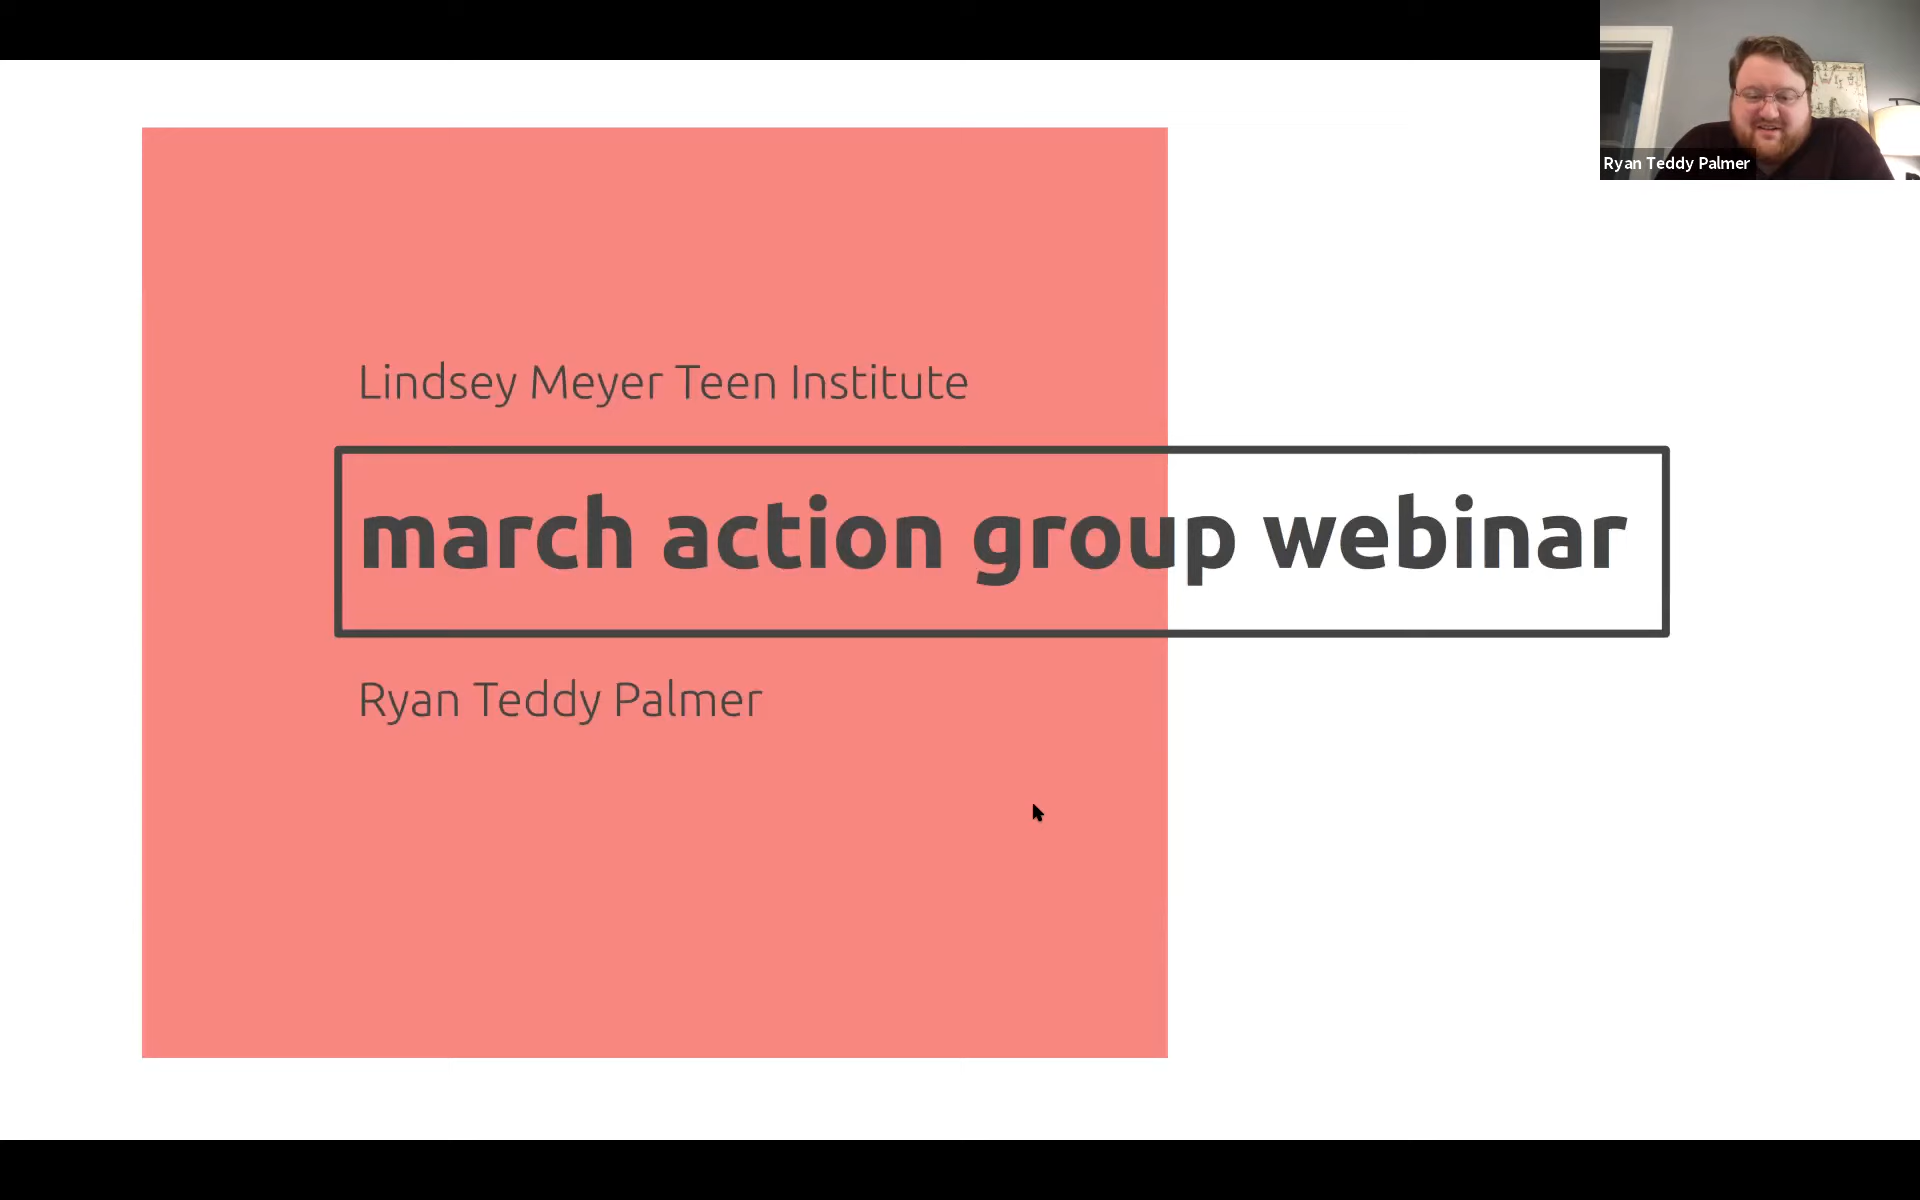 Lindsey Meyer Teen Institute
march action group webinar
Ryan Teddy Palmer
Ryan Teddy Palmer